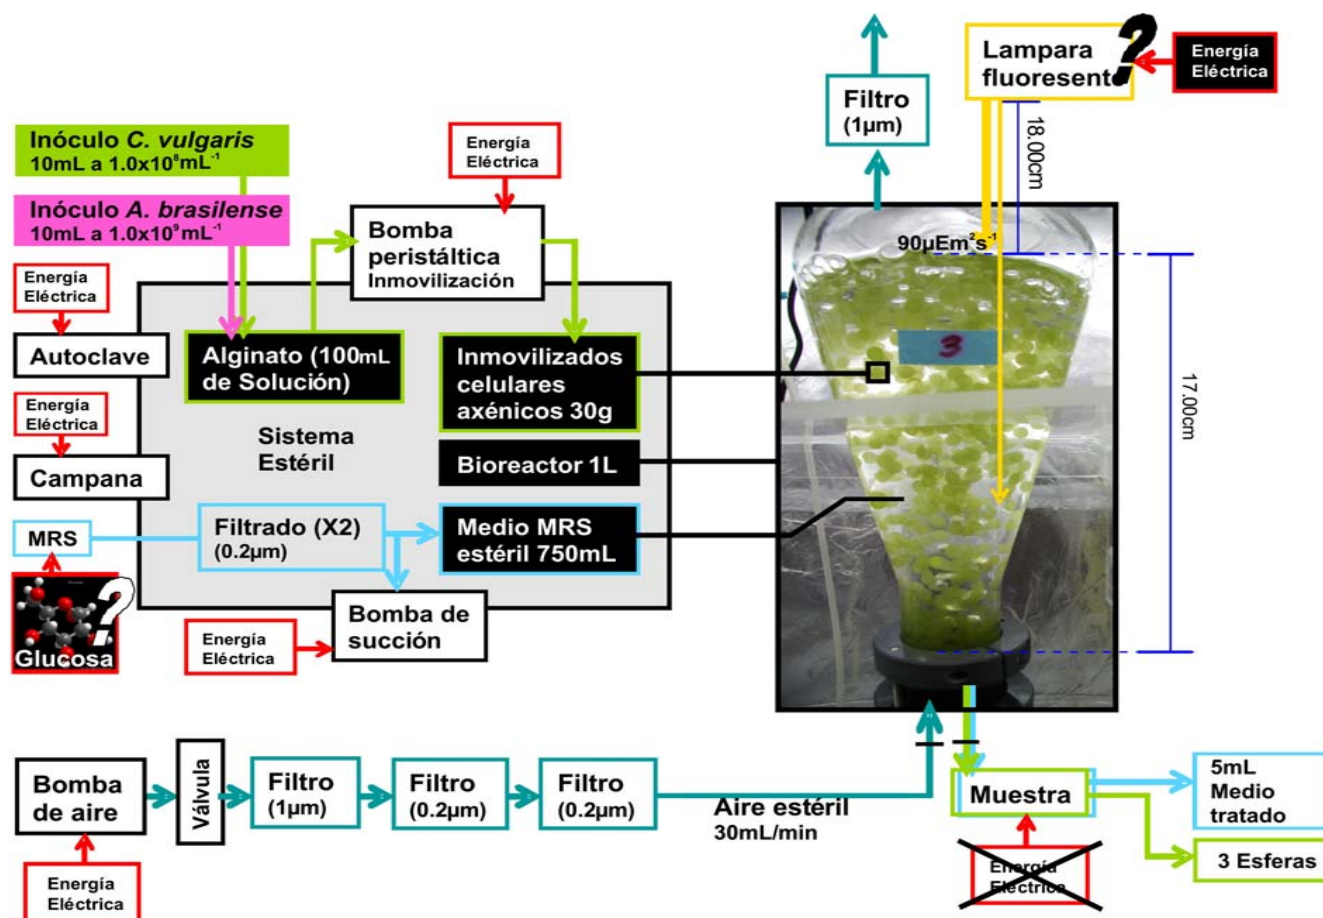 Lampara
fluoresent
?
Energía
Eléctrica
Filtro
(1µm)
18.00cm
Inóculo C. vulgaris
10mL a 1.0x10⁸mL⁻¹
Inóculo A. brasilense
10mL a 1.0x10⁹mL⁻¹
Energía
Eléctrica
Bomba
peristáltica
Inmovilización
90µEm²s⁻¹
Energía
Eléctrica
Autoclave
Alginato (100mL
de Solución)
Inmovilizados
celulares
axénicos 30g
3
17.00cm
Energía
Eléctrica
Campana
Sistema
Estéril
Bioreactor 1L
MRS
Filtrado (X2)
(0.2µm)
Medio MRS
estéril 750mL
?
Glucosa
Energía
Eléctrica
Bomba de
succión
Bomba
de aire
Válvula
Filtro
(1µm)
Filtro
(0.2µm)
Filtro
(0.2µm)
Aire estéril
30mL/min
Muestra
5mL
Medio
tratado
3 Esferas
Energía
Eléctrica
Energía
Eléctrica